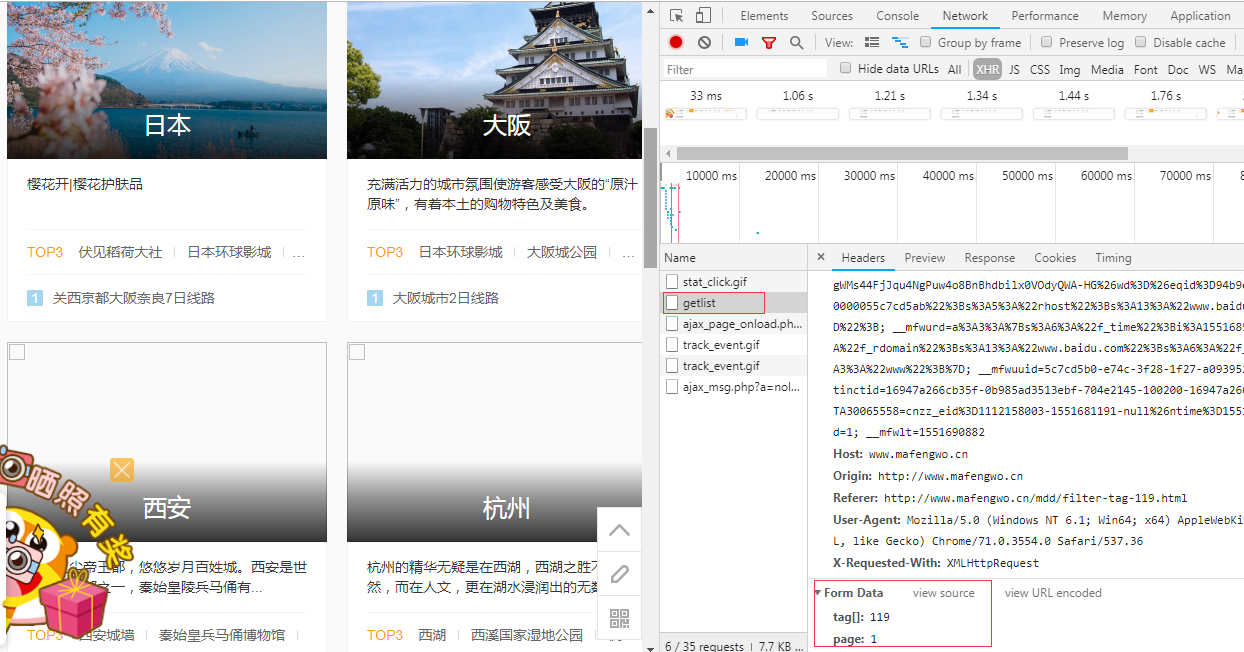 日本
樱花开|樱花护肤品
TOP3 伏见稻荷大社 | 日本环球影城 | …
1 关西京都大阪奈良7日线路
大阪
充满活力的城市氛围使游客感受大阪的“原汁
原味”，有着本土的购物特色及美食。
TOP3 日本环球影城 | 大阪城公园 | …
1 大阪城市2日线路
西安
尘帝王都，悠悠岁月百姓城。西安是世
之一，秦始皇陵兵马俑有...
TOP3 西安城墙 | 秦始皇兵马俑博物馆 |
晒照有奖
杭州
杭州的精华无疑是在西湖，西湖之胜不
然，而在人文，更在湖水浸润出的无数
TOP3 西湖 | 西溪国家湿地公园 |
Elements Sources Console Network Performance Memory Application
View: Group by frame Preserve log Disable cache
Filter Hide data URLs All XHR JS CSS Img Media Font Doc WS Ma
33 ms 1.06 s 1.21 s 1.34 s 1.44 s 1.76 s
10000 ms 20000 ms 30000 ms 40000 ms 50000 ms 60000 ms 70000 ms 8
Name
stat_click.gif
getlist
ajax_page_onload.ph...
track_event.gif
track_event.gif
ajax_msg.php?a=nol...
6 / 35 requests | 7.7 KB ...
× Headers Preview Response Cookies Timing
gWMs44FjJqu4NgPuw4o8BnBhdbilx0VOdyQWA-HG%26wd%3D%26eqid%3D94b9e
0000055c7cd5ab%22%3Bs%3A5%3A%22rhost%22%3Bs%3A13%3A%22www.baidu
D%22%3B; __mfwurd=a%3A3%3A%7Bs%3A6%3A%22f_time%22%3Bi%3A1551685
A%22f_rdomain%22%3Bs%3A13%3A%22www.baidu.com%22%3Bs%3A6%3A%22f_
A3%3A%22www%22%3B%7D; __mfwuuid=5c7cd5b0-e74c-3f28-1f27-a09395
tinctid=16947a266cb35f-0b985ad3513ebf-704e2145-100200-16947a266
TA30065558=cnzz_eid%3D1112158003-1551681191-null%26ntime%3D1551
d=1; __mfwlt=1551690882
Host: www.mafengwo.cn
Origin: http://www.mafengwo.cn
Referer: http://www.mafengwo.cn/mdd/filter-tag-119.html
User-Agent: Mozilla/5.0 (Windows NT 6.1; Win64; x64) AppleWebKi
L, like Gecko) Chrome/71.0.3554.0 Safari/537.36
X-Requested-With: XMLHttpRequest
Form Data view source view URL encoded
tag[]: 119
page: 1